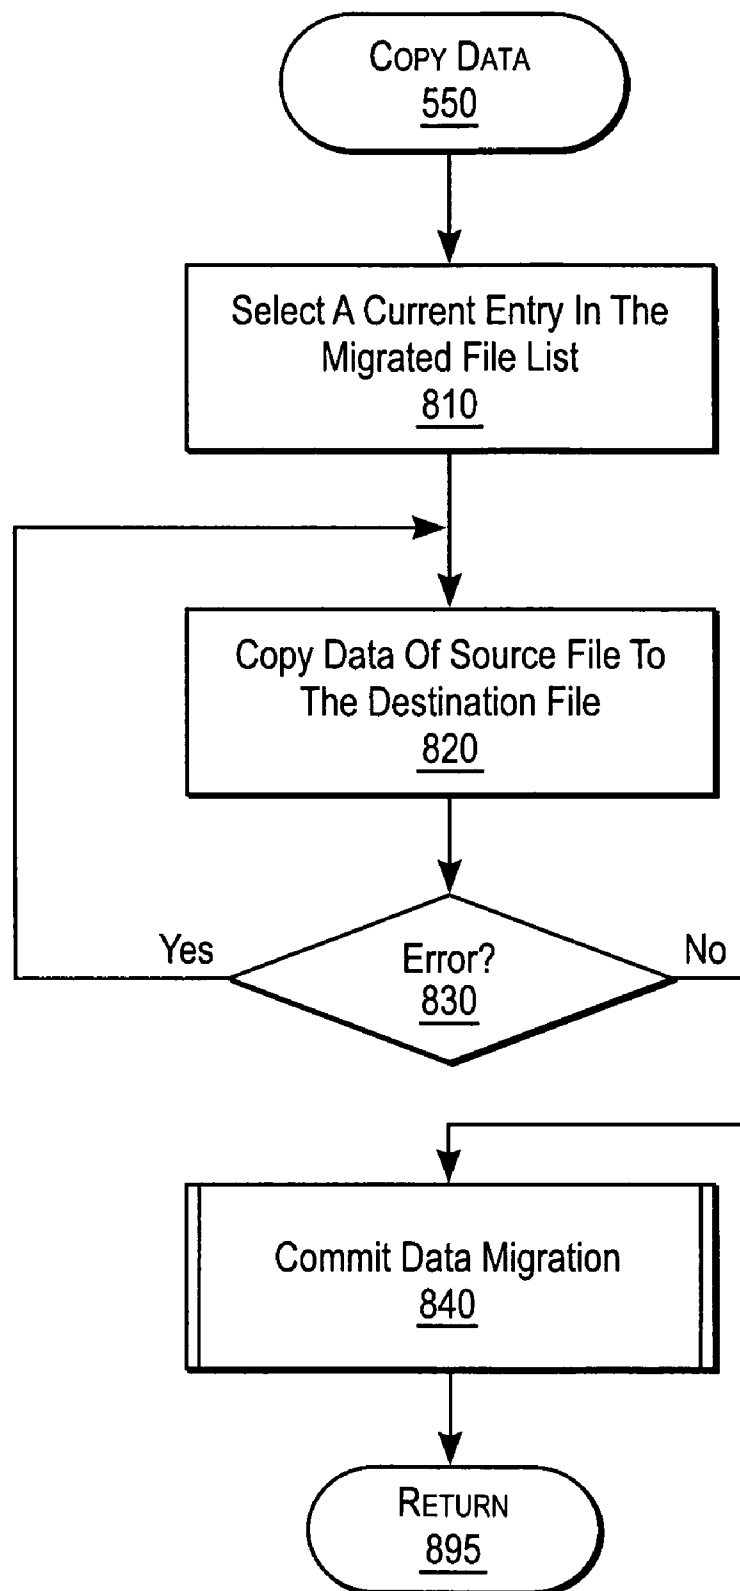 COPY DATA
550
Select A Current Entry In The
Migrated File List
810
Copy Data Of Source File To
The Destination File
820
Yes
Error?
No
830
Commit Data Migration
840
RETURN
895